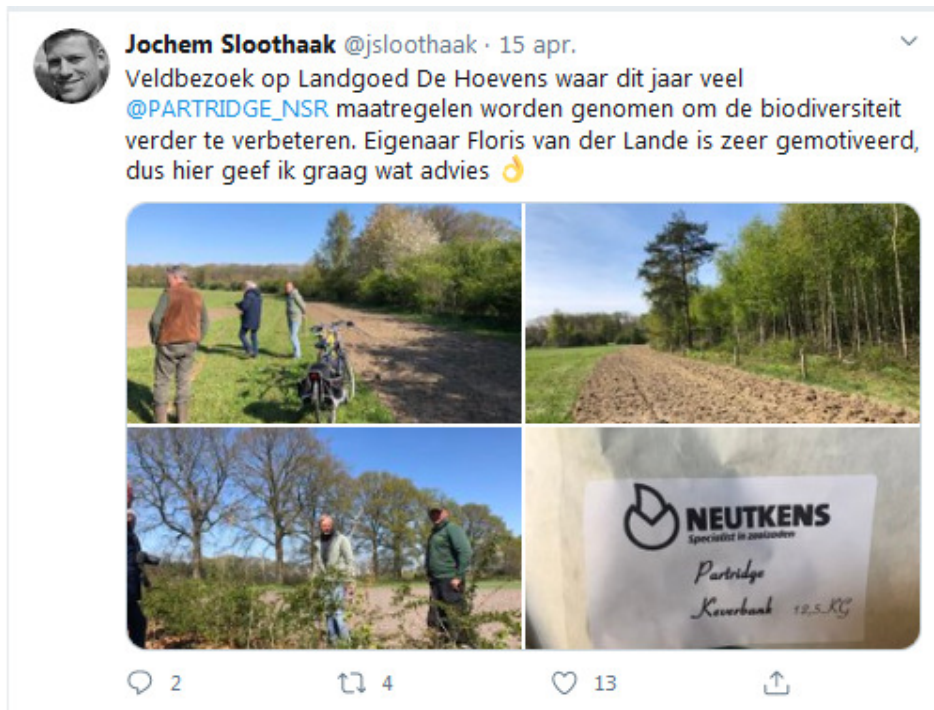 Jochem Sloothaak @jsloothaak · 15 apr.
Veldbezoek op Landgoed De Hoevens waar dit jaar veel
@PARTRIDGE_NSR maatregelen worden genomen om de biodiversiteit
verder te verbeteren. Eigenaar Floris van der Lande is zeer gemotiveerd,
dus hier geef ik graag wat advies 👌
NEUTKENS
Specialist in zaaizaden
Partridge
Keverbank 12,5 KG
2 4 13